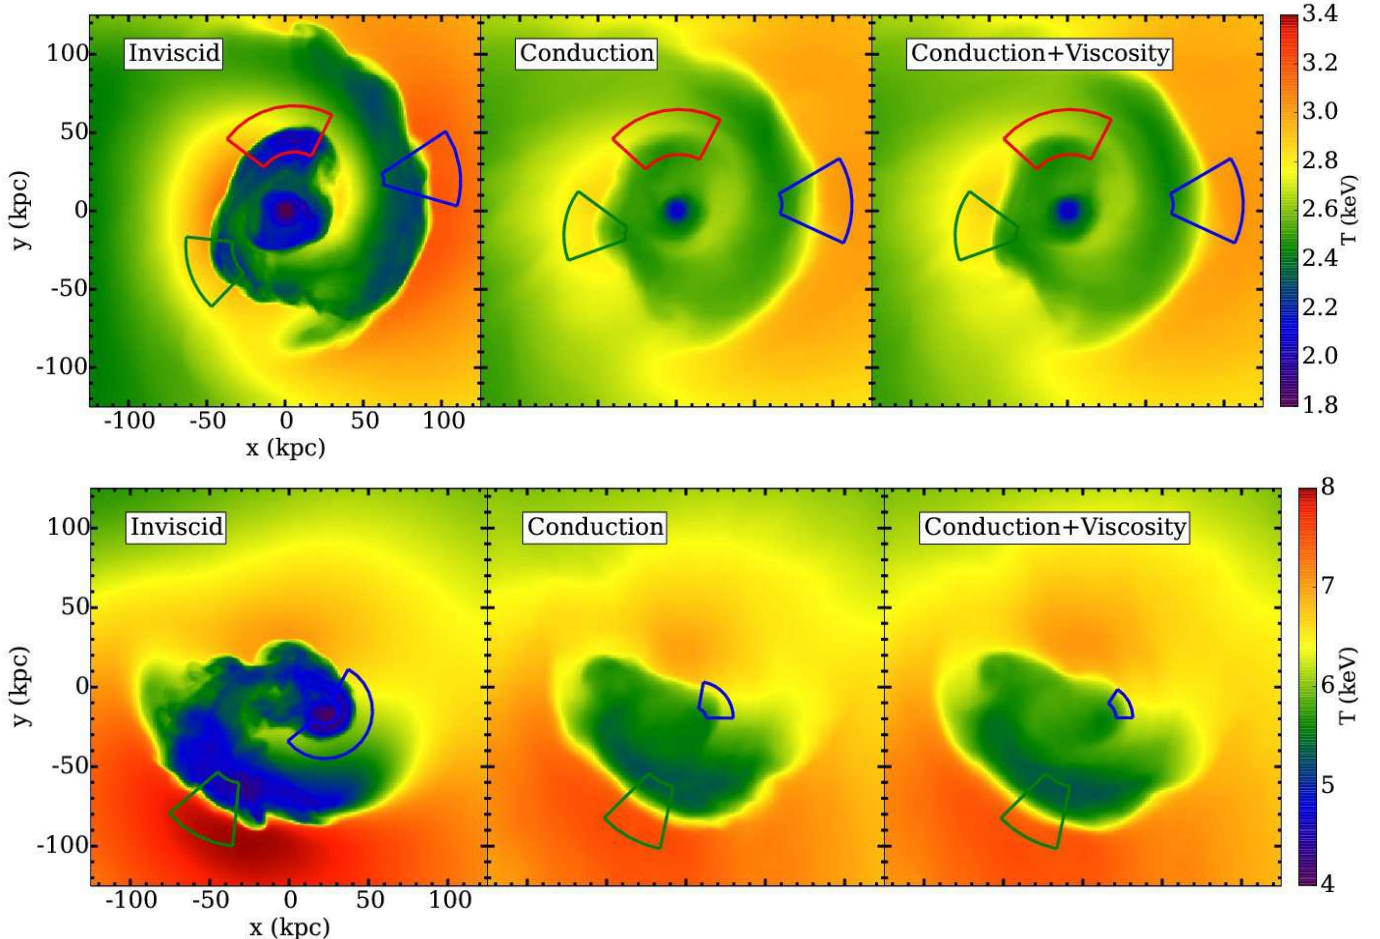 Inviscid
Conduction
Conduction+Viscosity
100
50
0
-50
-100
y (kpc)
-100
-50
0
50
100
x (kpc)
3.4
3.2
3.0
2.8
2.6
2.4
2.2
2.0
1.8
T (keV)
Inviscid
Conduction
Conduction+Viscosity
100
50
0
-50
-100
y (kpc)
-100
-50
0
50
100
x (kpc)
8
7
6
5
4
T (keV)